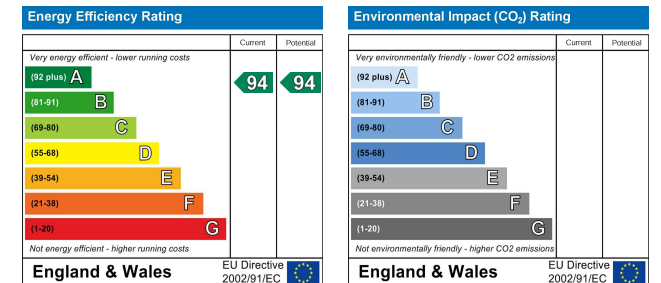 Energy Efficiency Rating
Current Potential
Very energy efficient - lower running costs
(92 plus) A
94 94
(81-91) B
(69-80) C
(55-68) D
(39-54) E
(21-38) F
(1-20) G
Not energy efficient - higher running costs
England & Wales
EU Directive
2002/91/EC
Environmental Impact (CO₂) Rating
Current Potential
Very environmentally friendly - lower CO2 emissions
(92 plus) A
(81-91) B
(69-80) C
(55-68) D
(39-54) E
(21-38) F
(1-20) G
Not environmentally friendly - higher CO2 emissions
England & Wales
EU Directive
2002/91/EC